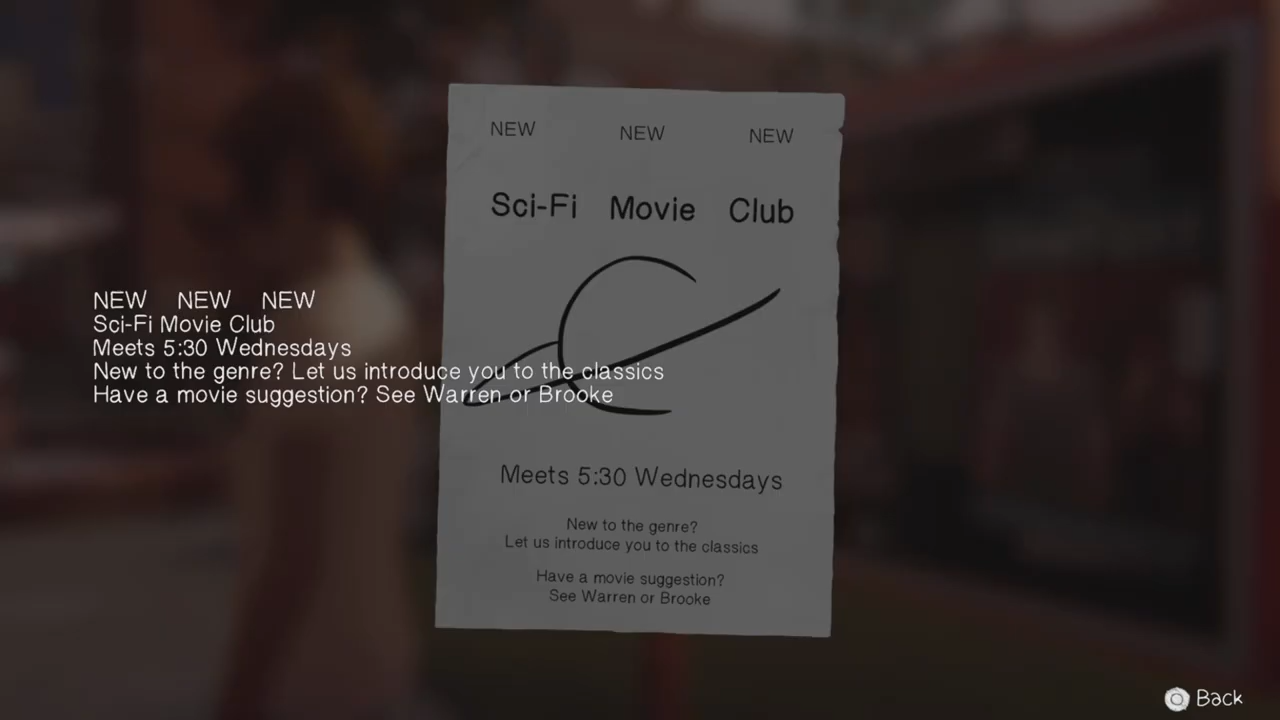 NEW NEW NEW
Sci-Fi Movie Club
NEW NEW NEW
Sci-Fi Movie Club
Meets 5:30 Wednesdays
New to the genre? Let us introduce you to the classics
Have a movie suggestion? See Warren or Brooke
Meets 5:30 Wednesdays
New to the genre?
Let us introduce you to the classics
Have a movie suggestion?
See Warren or Brooke
Back